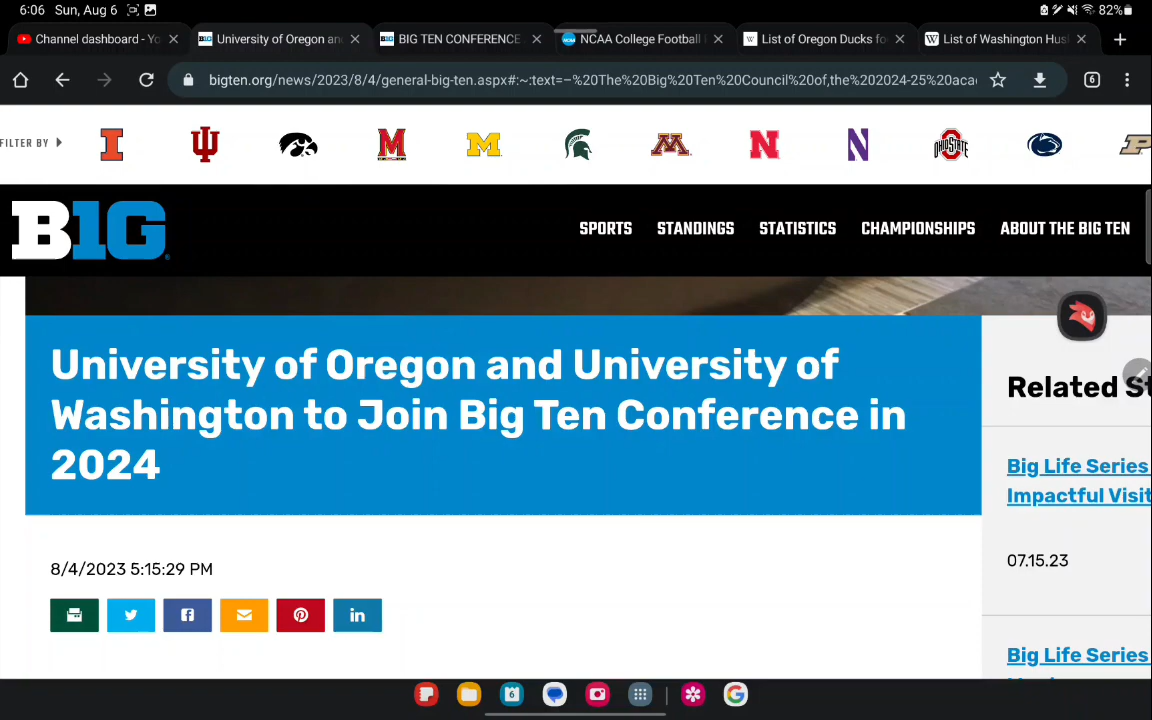 6:06 Sun, Aug 6 82%
Channel dashboard - Yo
University of Oregon an
BIG TEN CONFERENCE
NCAA College Football
List of Oregon Ducks fo
List of Washington Hus
bigten.org/news/2023/8/4/general-big-ten.aspx#:~:text=–%20The%20Big%20Ten%20Council%20of,the%202024-25%20aca
6
FILTER BY
I
M
M
M
N
N
OHIO STATE
P
B1G
SPORTS STANDINGS STATISTICS CHAMPIONSHIPS ABOUT THE BIG TEN
University of Oregon and University of
Washington to Join Big Ten Conference in
2024
8/4/2023 5:15:29 PM
Related St
Big Life Series
Impactful Visit
07.15.23
Big Life Series
6